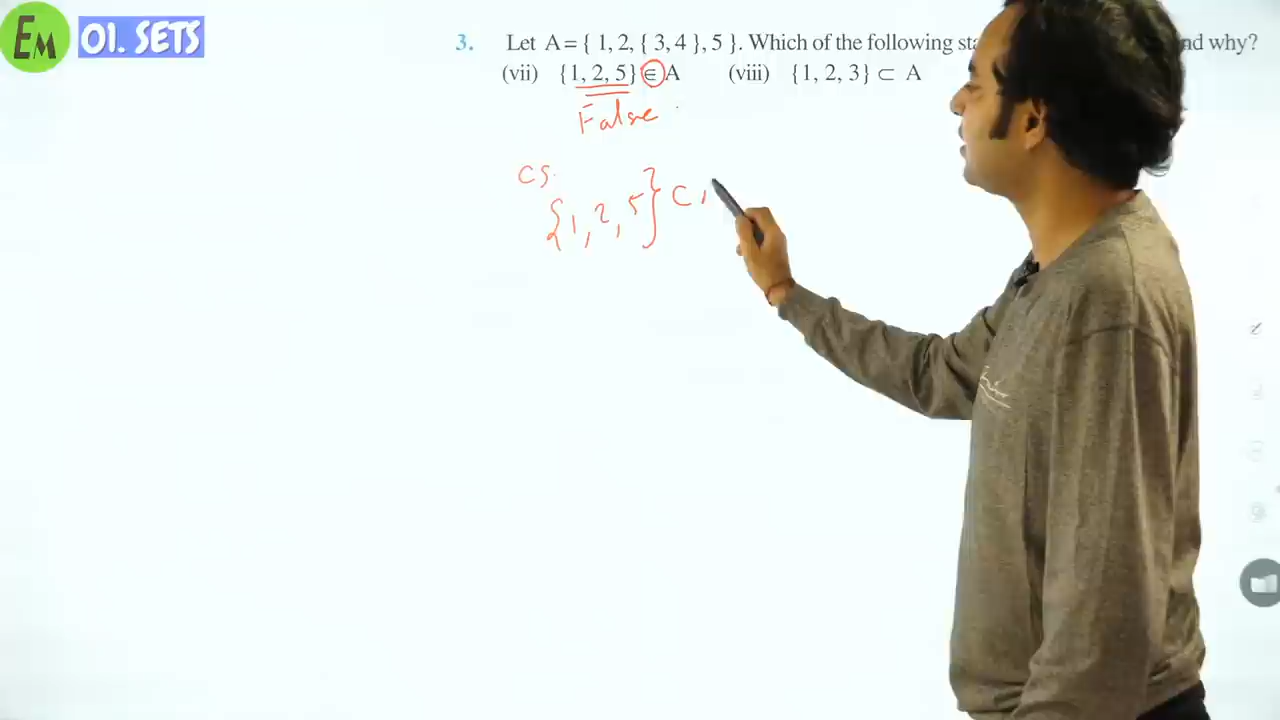 EM 01. SETS
3. Let A = { 1, 2, { 3, 4 }, 5 }. Which of the following nd why?
(vii) {1, 2, 5} ∈ A (viii) {1, 2, 3} ⊂ A
False
CS.
{1, 2, 5} ⊂